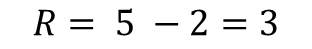 R = 5 − 2 = 3